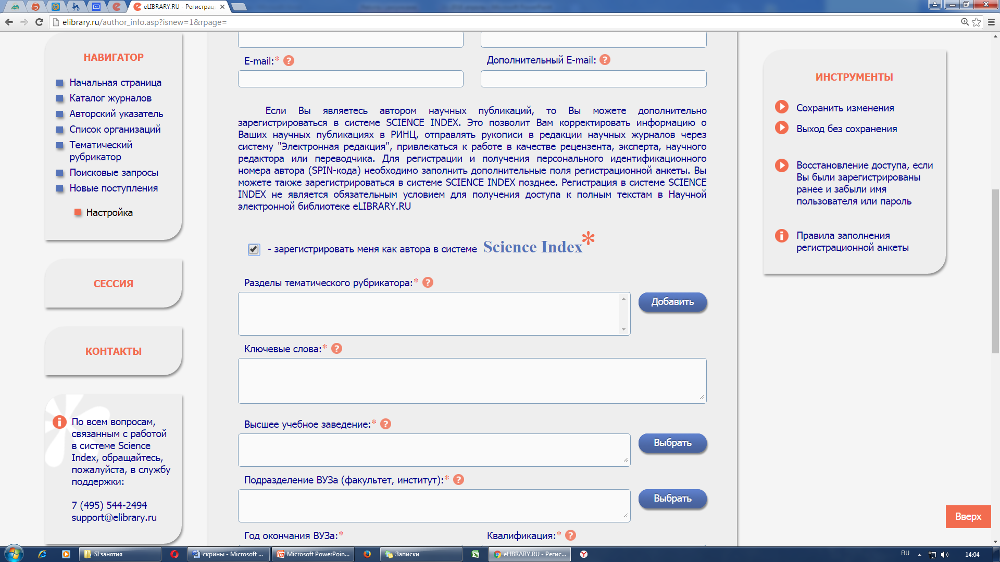 eLIBRARY.RU - Регистрац
elibrary.ru/author_info.asp?isnew=1&rpage=
НАВИГАТОР
Начальная страница
Каталог журналов
Авторский указатель
Список организаций
Тематический
рубрикатор
Поисковые запросы
Новые поступления
Настройка
СЕССИЯ
КОНТАКТЫ
По всем вопросам,
связанным с работой
в системе Science
Index, обращайтесь,
пожалуйста, в службу
поддержки:
7 (495) 544-2494
support@elibrary.ru
E-mail:* ?
Дополнительный E-mail: ?
Если Вы являетесь автором научных публикаций, то Вы можете дополнительно
зарегистрироваться в системе SCIENCE INDEX. Это позволит Вам корректировать информацию о
Ваших научных публикациях в РИНЦ, отправлять рукописи в редакции научных журналов через
систему "Электронная редакция", привлекаться к работе в качестве рецензента, эксперта, научного
редактора или переводчика. Для регистрации и получения персонального идентификационного
номера автора (SPIN-кода) необходимо заполнить дополнительные поля регистрационной анкеты. Вы
можете также зарегистрироваться в системе SCIENCE INDEX позднее. Регистрация в системе SCIENCE
INDEX не является обязательным условием для получения доступа к полным текстам в Научной
электронной библиотеке eLIBRARY.RU
- зарегистрировать меня как автора в системе Science Index*
Разделы тематического рубрикатора:* ?
Добавить
Ключевые слова:* ?
Высшее учебное заведение:* ?
Выбрать
Подразделение ВУЗа (факультет, институт):* ?
Выбрать
Год окончания ВУЗа:*
Квалификация:* ?
ИНСТРУМЕНТЫ
Сохранить изменения
Выход без сохранения
Восстановление доступа, если
Вы были зарегистрированы
ранее и забыли имя
пользователя или пароль
Правила заполнения
регистрационной анкеты
Вверх
SI занятия
скрины - Microsoft ...
Microsoft PowerPoin...
Записки
eLIBRARY.RU - Регис...
RU
14:04